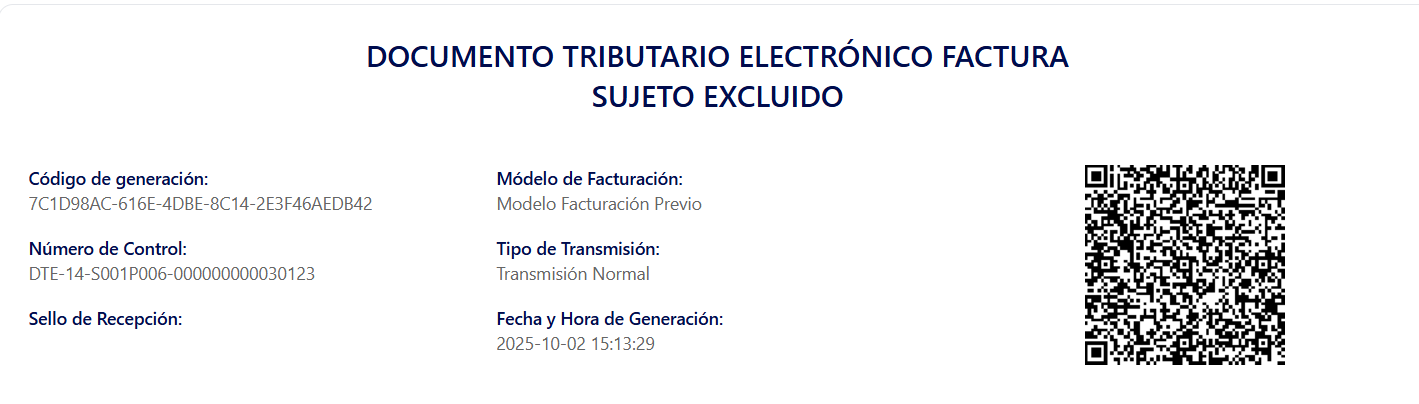 DOCUMENTO TRIBUTARIO ELECTRÓNICO FACTURA
SUJETO EXCLUIDO
Código de generación:
7C1D98AC-616E-4DBE-8C14-2E3F46AEDB42
Número de Control:
DTE-14-S001P006-000000000030123
Sello de Recepción:
Módelo de Facturación:
Modelo Facturación Previo
Tipo de Transmisión:
Transmisión Normal
Fecha y Hora de Generación:
2025-10-02 15:13:29